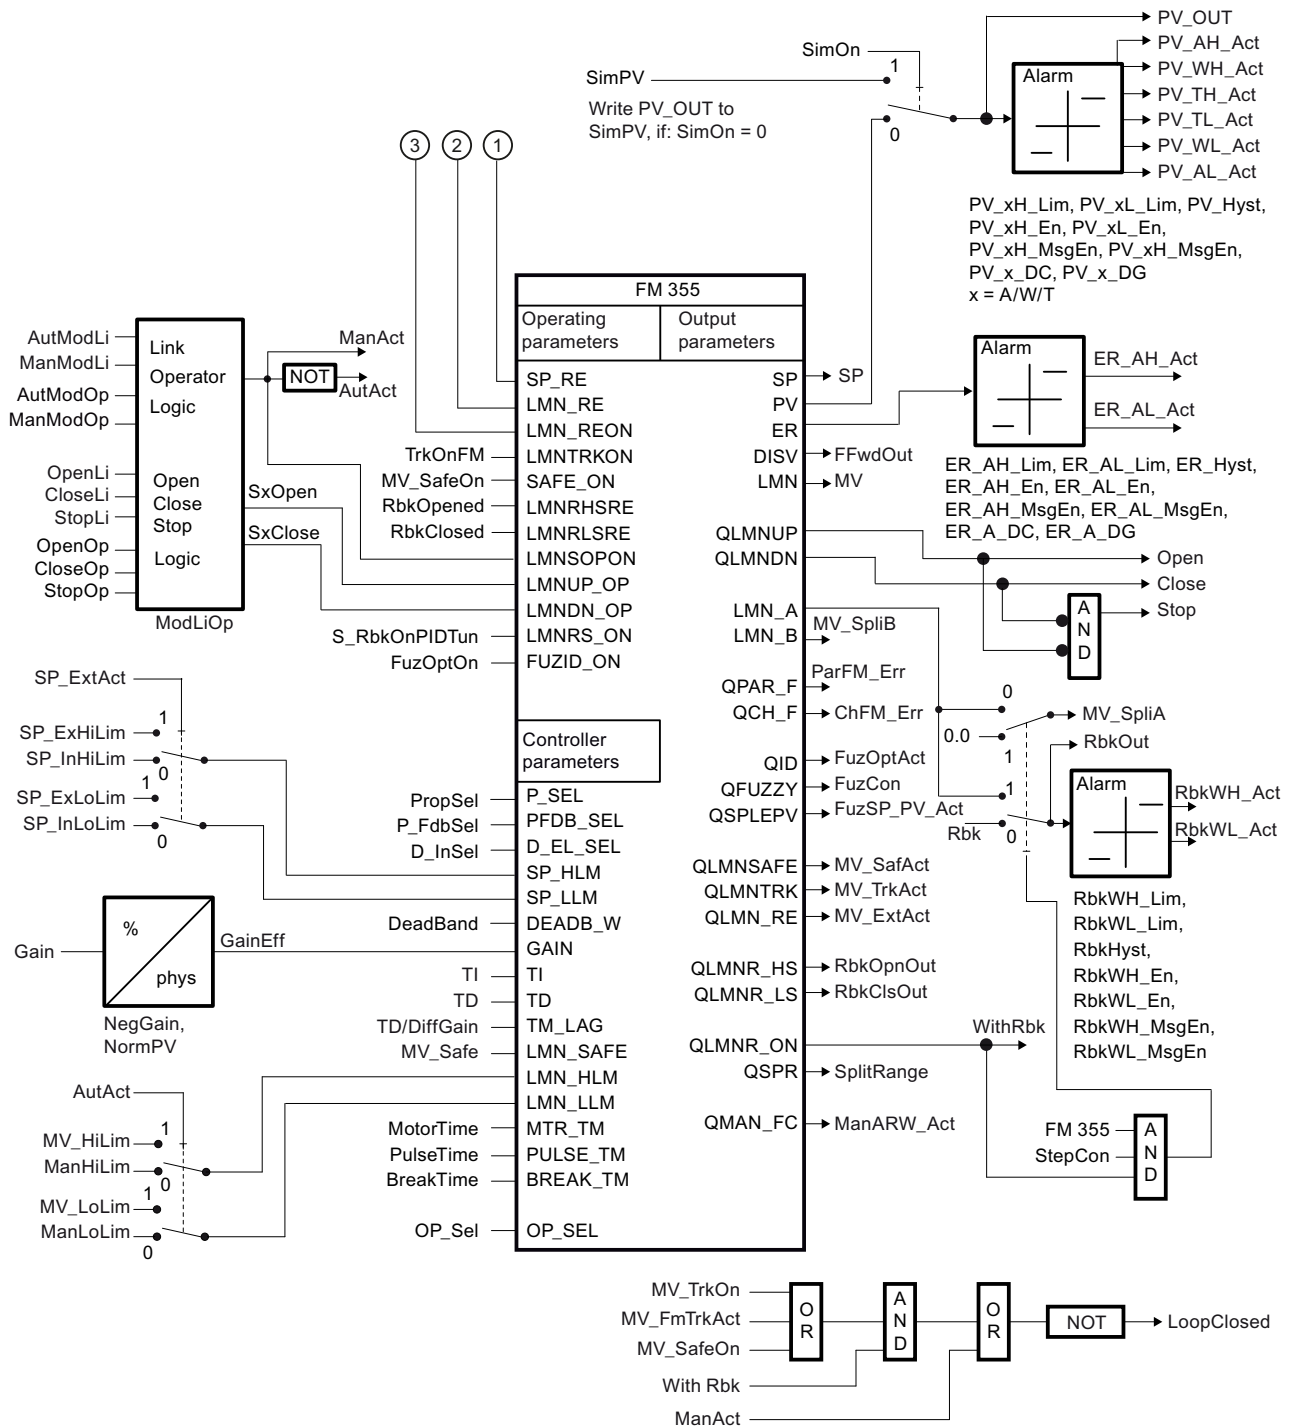 PV_OUT
SimOn
PV_AH_Act
1
SimPV
Alarm
PV_WH_Act
PV_TH_Act
Write PV_OUT to
SimPV, if: SimOn = 0
0
PV_TL_Act
PV_WL_Act
PV_AL_Act
3
2
1
PV_xH_Lim, PV_xL_Lim, PV_Hyst,
PV_xH_En, PV_xL_En,
PV_xH_MsgEn, PV_xH_MsgEn,
PV_x_DC, PV_x_DG
x = A/W/T
FM 355
Operating
parameters
Output
parameters
AutModLi
ManModLi
AutModOp
ManModOp
Link
Operator
Logic
OpenLi
CloseLi
StopLi
OpenOp
CloseOp
StopOp
Open
Close
Stop
Logic
ModLiOp
ManAct
NOT
AutAct
SxOpen
SxClose
SP_RE
LMN_RE
LMN_REON
TrkOnFM
LMNTRKON
MV_SafeOn
SAFE_ON
RbkOpened
LMNRHSRE
RbkClosed
LMNRLSRE
LMNSOPON
LMNUP_OP
LMNDN_OP
S_RbkOnPIDTun
LMNRS_ON
FuzOptOn
FUZID_ON
SP
SP
PV
ER
DISV
FFwdOut
LMN
MV
Alarm
ER_AH_Act
ER_AL_Act
ER_AH_Lim, ER_AL_Lim, ER_Hyst,
ER_AH_En, ER_AL_En,
ER_AH_MsgEn, ER_AL_MsgEn,
ER_A_DC, ER_A_DG
QLMNUP
QLMNDN
Open
Close
A
N
D
Stop
LMN_A
LMN_B
MV_SpliB
QPAR_F
ParFM_Err
QCH_F
ChFM_Err
0
0.0
1
MV_SpliA
RbkOut
1
Rbk
0
Alarm
RbkWH_Act
RbkWL_Act
RbkWH_Lim,
RbkWL_Lim,
RbkHyst,
RbkWH_En,
RbkWL_En,
RbkWH_MsgEn,
RbkWL_MsgEn
QID
FuzOptAct
QFUZZY
FuzCon
QSPLEPV
FuzSP_PV_Act
QLMNSAFE
MV_SafAct
QLMNTRK
MV_TrkAct
QLMN_RE
MV_ExtAct
QLMNR_HS
RbkOpnOut
QLMNR_LS
RbkClsOut
QLMNR_ON
WithRbk
QSPR
SplitRange
QMAN_FC
ManARW_Act
FM 355
StepCon
A
N
D
SP_ExtAct
1
SP_ExHiLim
SP_InHiLim
0
1
SP_ExLoLim
SP_InLoLim
0
Controller
parameters
PropSel
P_SEL
P_FdbSel
PFDB_SEL
D_InSel
D_EL_SEL
SP_HLM
SP_LLM
DeadBand
DEADB_W
Gain
%
phys
GainEff
GAIN
NegGain,
NormPV
TI
TI
TD
TD
TD/DiffGain
TM_LAG
MV_Safe
LMN_SAFE
LMN_HLM
LMN_LLM
AutAct
1
MV_HiLim
ManHiLim
0
1
MV_LoLim
ManLoLim
0
MotorTime
MTR_TM
PulseTime
PULSE_TM
BreakTime
BREAK_TM
OP_Sel
OP_SEL
MV_TrkOn
MV_FmTrkAct
MV_SafeOn
O
R
A
N
D
O
R
NOT
LoopClosed
With Rbk
ManAct